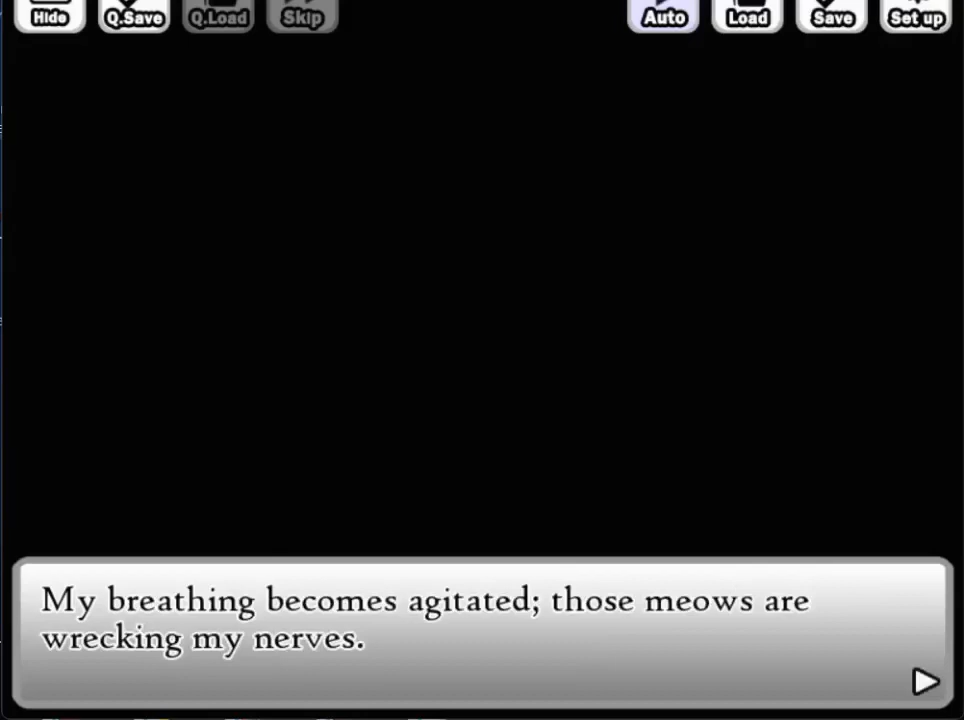 Hide Q.Save Q.Load Skip Auto Load Save Set up
My breathing becomes agitated; those meows are
wrecking my nerves.